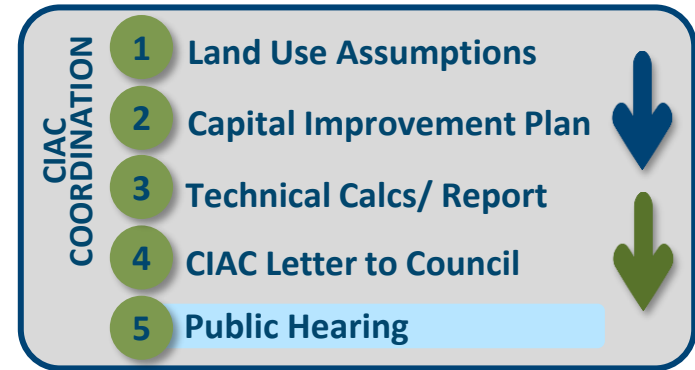 CIAC
COORDINATION
1 Land Use Assumptions
2 Capital Improvement Plan
3 Technical Calcs/ Report
4 CIAC Letter to Council
5 Public Hearing